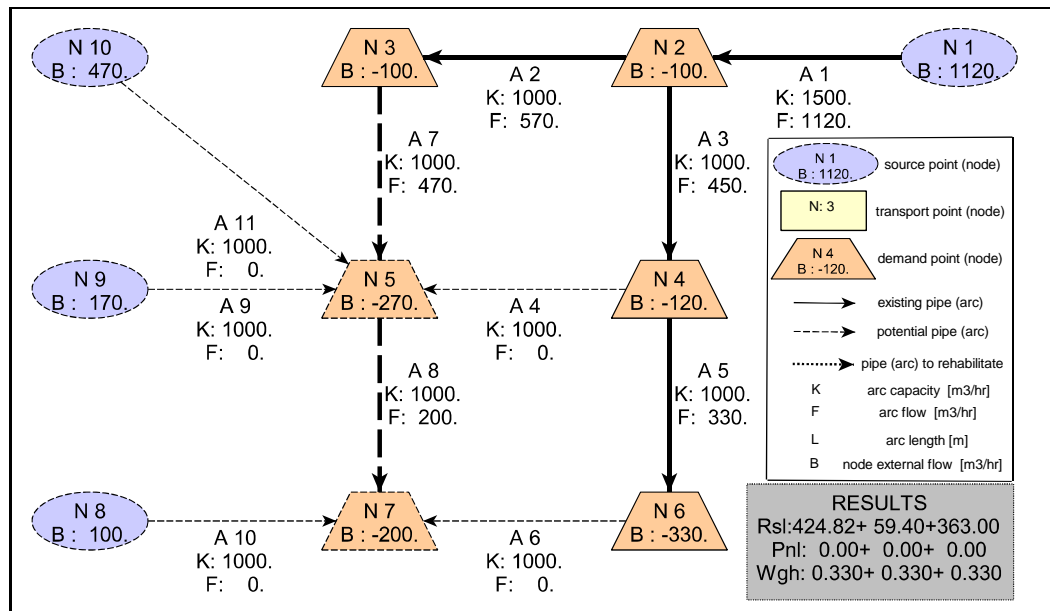 N 10
B : 470.
N 3
B : -100.
N 2
B : -100.
N 1
B : 1120.
A 2
K: 1000.
F: 570.
A 1
K: 1500.
F: 1120.
A 7
K: 1000.
F: 470.
A 3
K: 1000.
F: 450.
A 11
K: 1000.
F: 0.
N 9
B : 170.
A 9
K: 1000.
F: 0.
N 5
B : -270.
A 4
K: 1000.
F: 0.
N 4
B : -120.
A 8
K: 1000.
F: 200.
A 5
K: 1000.
F: 330.
N 8
B : 100.
A 10
K: 1000.
F: 0.
N 7
B : -200.
A 6
K: 1000.
F: 0.
N 6
B : -330.
N 1
B : 1120.
source point (node)
N: 3
transport point (node)
N 4
B : -120.
demand point (node)
existing pipe (arc)
potential pipe (arc)
pipe (arc) to rehabilitate
K arc capacity [m3/hr]
F arc flow [m3/hr]
L arc length [m]
B node external flow [m3/hr]
RESULTS
Rsl:424.82+ 59.40+363.00
Pnl: 0.00+ 0.00+ 0.00
Wgh: 0.330+ 0.330+ 0.330